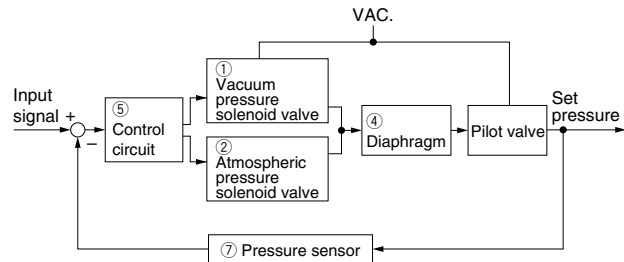 VAC.
①
Vacuum
pressure
solenoid valve
Input
signal
+
−
⑤
Control
circuit
②
Atmospheric
pressure
solenoid valve
④
Diaphragm
Pilot valve
Set
pressure
⑦ Pressure sensor